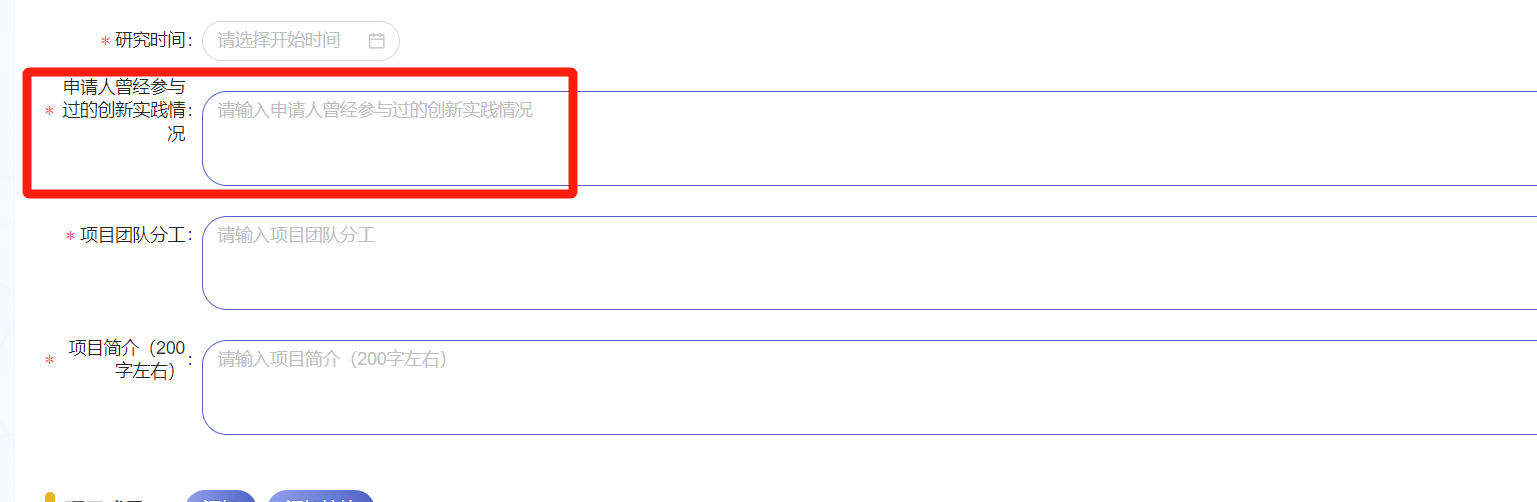 * 研究时间: 请选择开始时间
申请人曾经参与
* 过的创新实践情: 请输入申请人曾经参与过的创新实践情况
况
* 项目团队分工: 请输入项目团队分工
项目简介（200 请输入项目简介（200字左右）
* 字左右）: